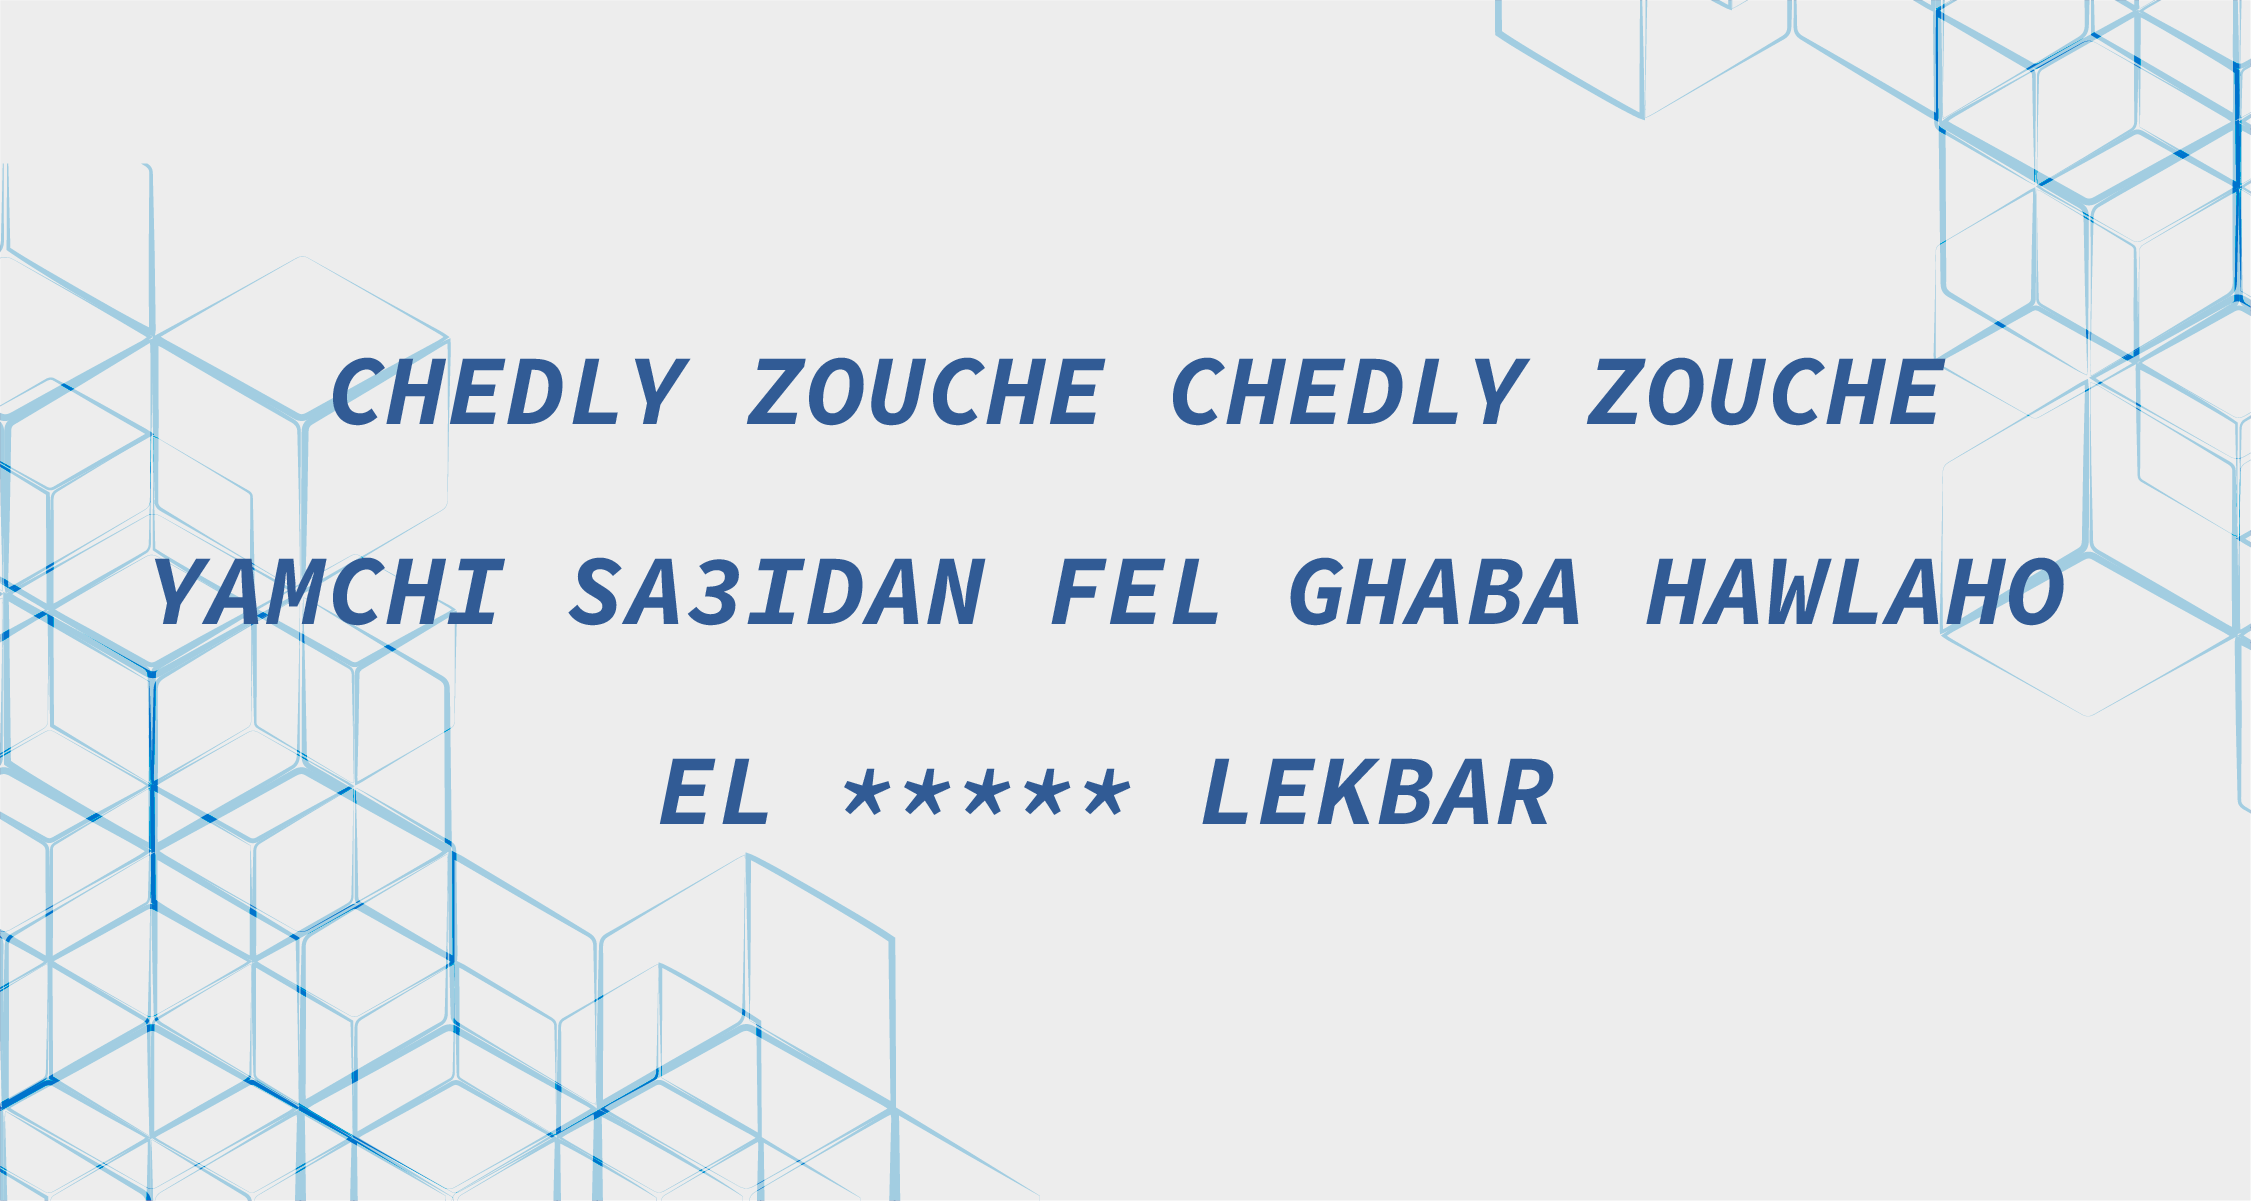 CHEDLY ZOUCHE CHEDLY ZOUCHE
YAMCHI SA3IDAN FEL GHABA HAWLAHO
EL ***** LEKBAR